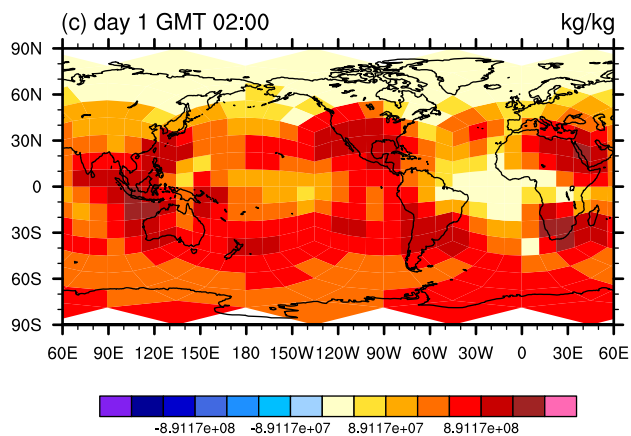 (c) day 1 GMT 02:00 kg/kg
90N
60N
30N
0
30S
60S
90S
60E 90E 120E 150E 180 150W 120W 90W 60W 30W 0 30E 60E
-8.9117e+08 -8.9117e+07 8.9117e+07 8.9117e+08